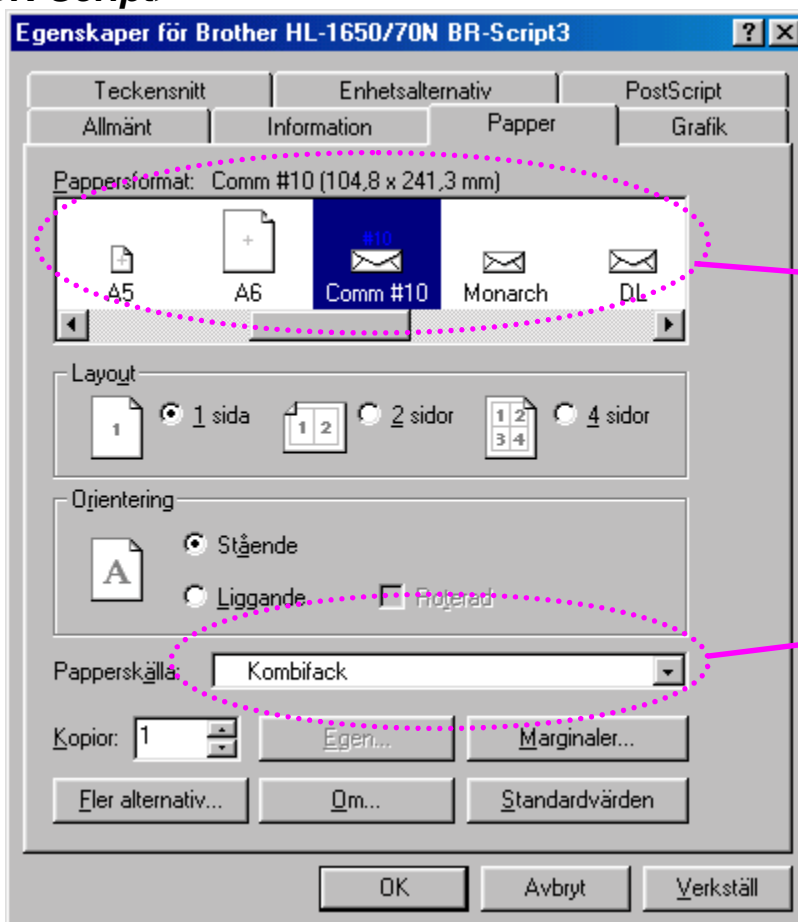 Egenskaper för Brother HL-1650/70N BR-Script3
Teckensnitt Enhetsalternativ PostScript
Allmänt Information Papper Grafik
Pappersformat: Comm #10 (104,8 x 241,3 mm)
#10
A5 A6 Comm #10 Monarch DL
Layout
1 1 sida 1 2 2 sidor 1 2 4 sidor
3 4
Orientering
A Stående
Liggande Roterad
Papperskälla: Kombifack
Kopior: 1 Egen... Marginaler...
Fler alternativ... Om... Standardvärden
OK Avbryt Verkställ